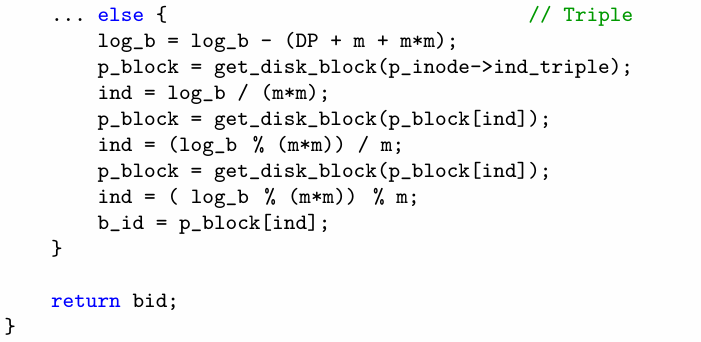 ... else { // Triple
log_b = log_b - (DP + m + m*m);
p_block = get_disk_block(p_inode->ind_triple);
ind = log_b / (m*m);
p_block = get_disk_block(p_block[ind]);
ind = (log_b % (m*m)) / m;
p_block = get_disk_block(p_block[ind]);
ind = ( log_b % (m*m)) % m;
b_id = p_block[ind];
}
return bid;
}